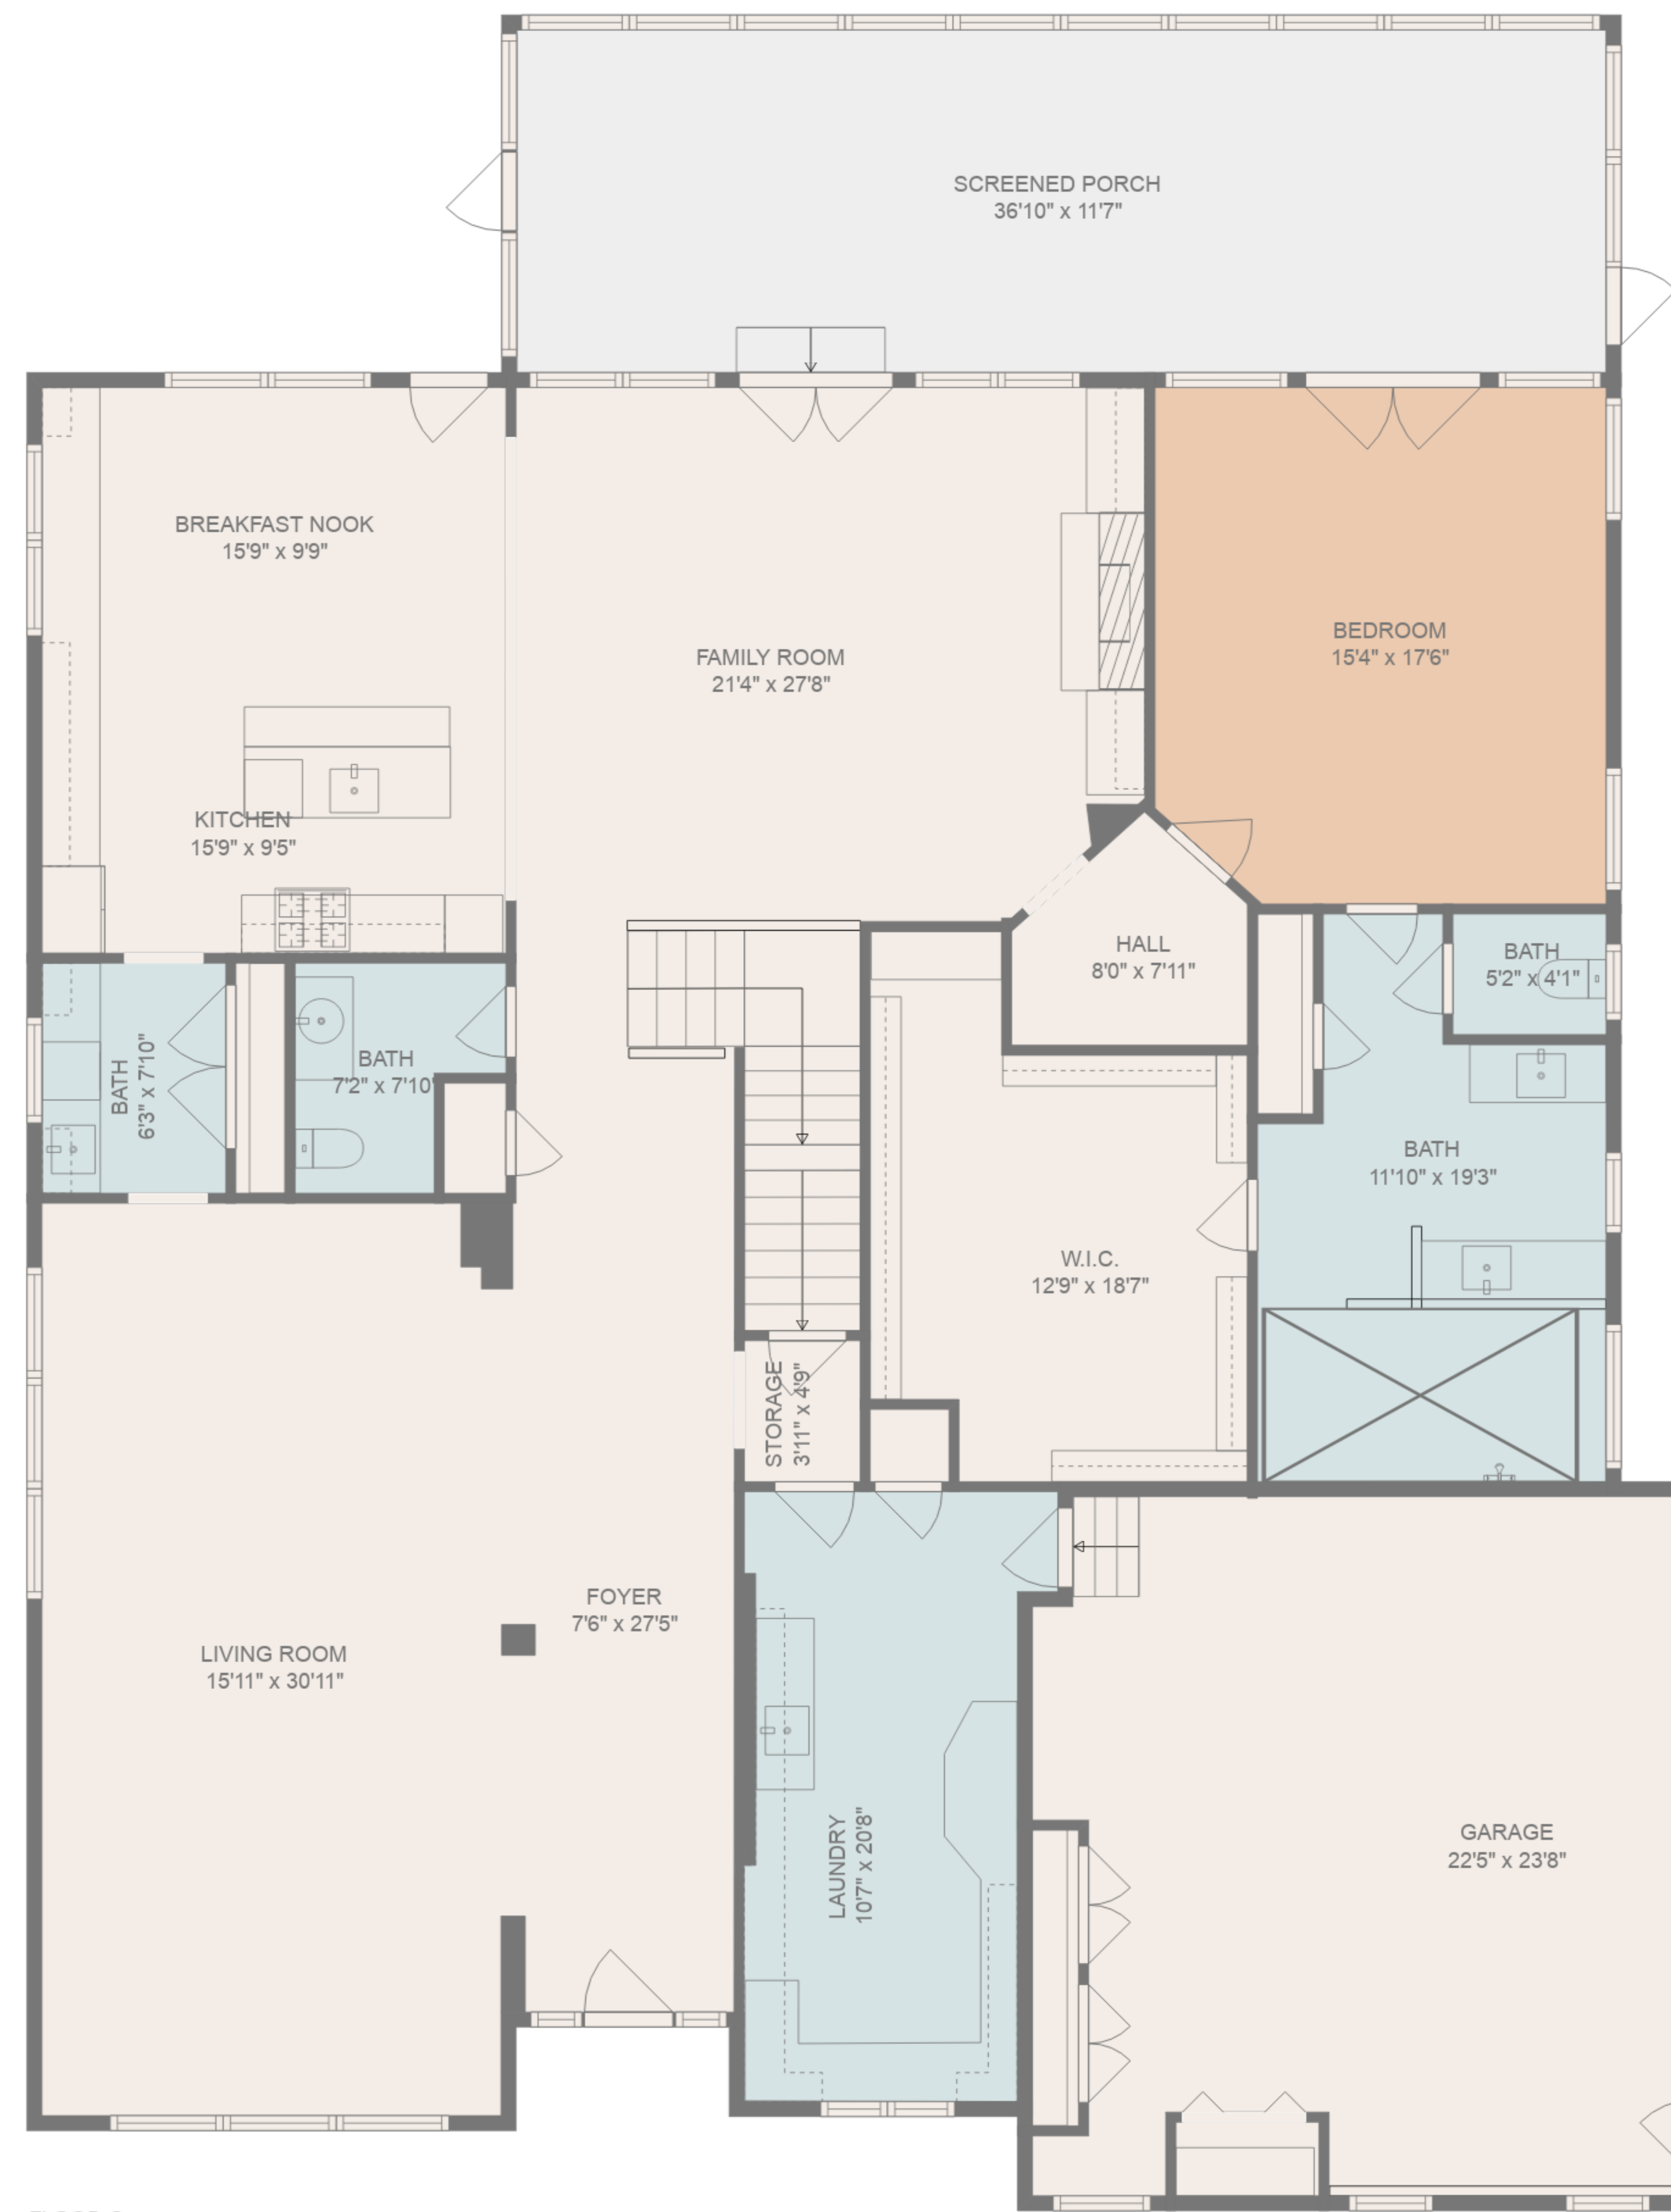 SCREENED PORCH
36'10" x 11'7"
BREAKFAST NOOK
15'9" x 9'9"
FAMILY ROOM
21'4" x 27'8"
BEDROOM
15'4" x 17'6"
KITCHEN
15'9" x 9'5"
HALL
8'0" x 7'11"
BATH
5'2" x 4'1"
BATH
6'3" x 7'10"
BATH
7'2" x 7'10"
BATH
11'10" x 19'3"
W.I.C.
12'9" x 18'7"
STORAGE
3'11" x 4'9"
FOYER
7'6" x 27'5"
LIVING ROOM
15'11" x 30'11"
LAUNDRY
10'7" x 20'8"
GARAGE
22'5" x 23'8"